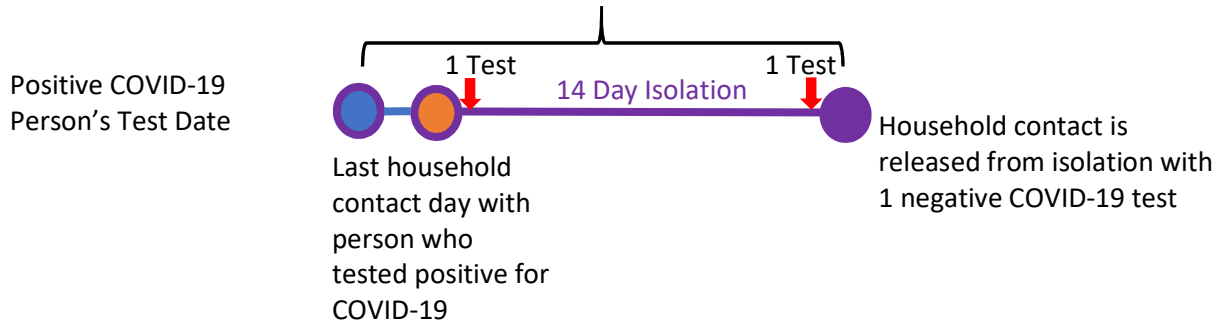 1 Test
1 Test
Positive COVID-19
Person's Test Date
14 Day Isolation
Household contact is
released from isolation with
1 negative COVID-19 test
Last household
contact day with
person who
tested positive for
COVID-19